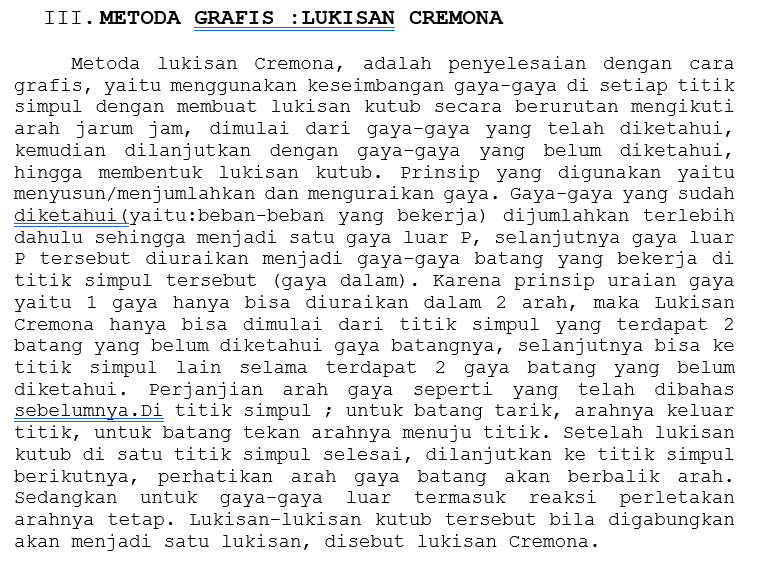 III. METODA GRAFIS :LUKISAN CREMONA
Metoda lukisan Cremona, adalah penyelesaian dengan cara
grafis, yaitu menggunakan keseimbangan gaya-gaya di setiap titik
simpul dengan membuat lukisan kutub secara berurutan mengikuti
arah jarum jam, dimulai dari gaya-gaya yang telah diketahui,
kemudian dilanjutkan dengan gaya-gaya yang belum diketahui,
hingga membentuk lukisan kutub. Prinsip yang digunakan yaitu
menyusun/menjumlahkan dan menguraikan gaya. Gaya-gaya yang sudah
diketahui(yaitu:beban-beban yang bekerja) dijumlahkan terlebih
dahulu sehingga menjadi satu gaya luar P, selanjutnya gaya luar
P tersebut diuraikan menjadi gaya-gaya batang yang bekerja di
titik simpul tersebut (gaya dalam). Karena prinsip uraian gaya
yaitu 1 gaya hanya bisa diuraikan dalam 2 arah, maka Lukisan
Cremona hanya bisa dimulai dari titik simpul yang terdapat 2
batang yang belum diketahui gaya batangnya, selanjutnya bisa ke
titik simpul lain selama terdapat 2 gaya batang yang belum
diketahui. Perjanjian arah gaya seperti yang telah dibahas
sebelumnya.Di titik simpul ; untuk batang tarik, arahnya keluar
titik, untuk batang tekan arahnya menuju titik. Setelah lukisan
kutub di satu titik simpul selesai, dilanjutkan ke titik simpul
berikutnya, perhatikan arah gaya batang akan berbalik arah.
Sedangkan untuk gaya-gaya luar termasuk reaksi perletakan
arahnya tetap. Lukisan-lukisan kutub tersebut bila digabungkan
akan menjadi satu lukisan, disebut lukisan Cremona.